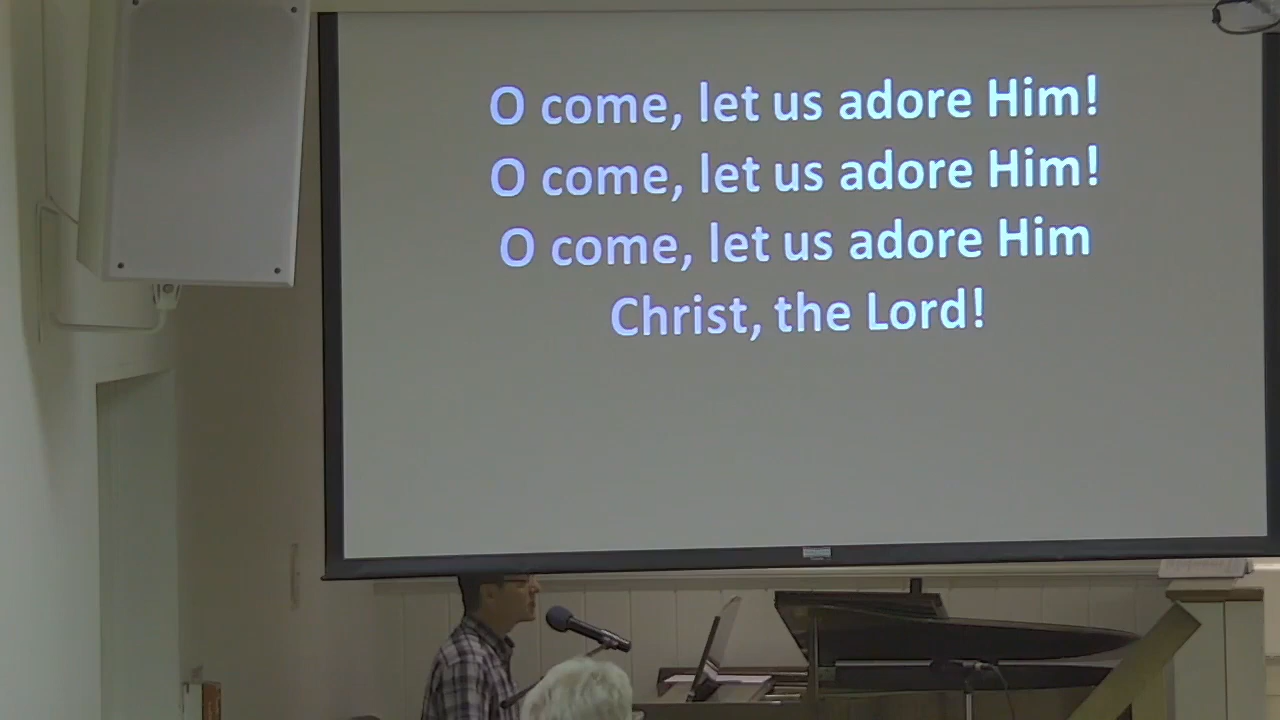 O come, let us adore Him!
O come, let us adore Him!
O come, let us adore Him
Christ, the Lord!